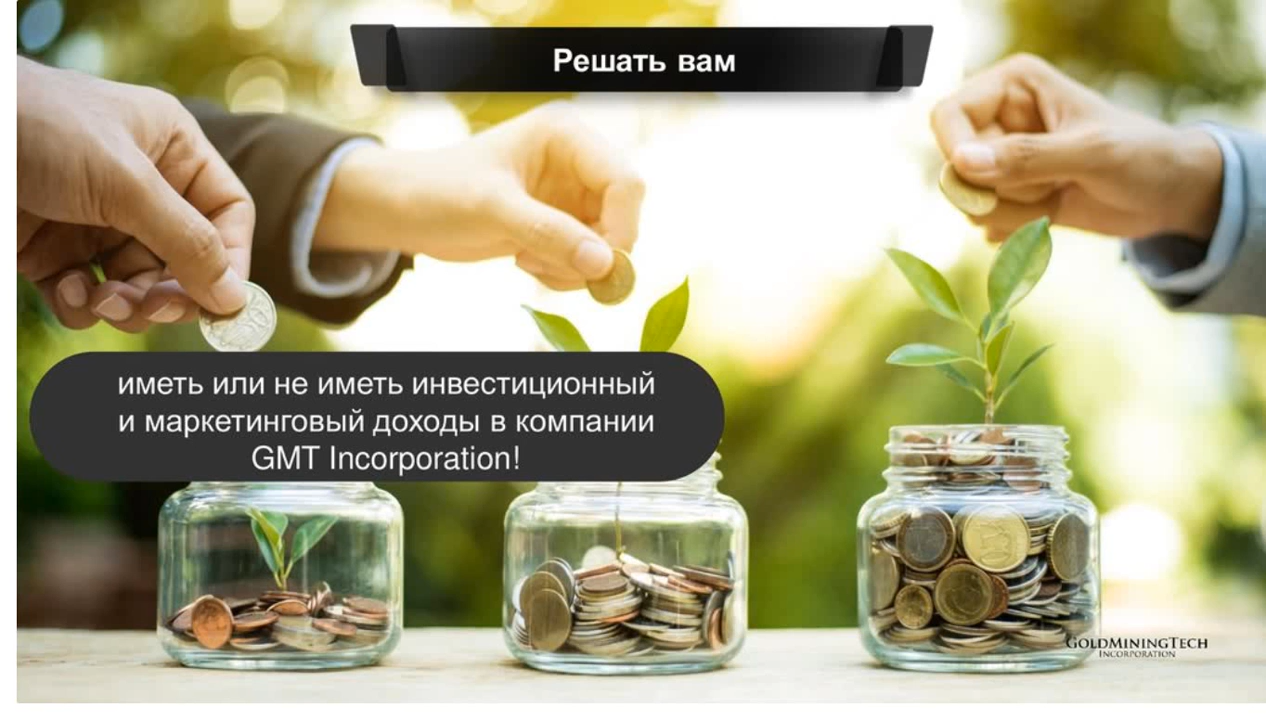 Решать вам
иметь или не иметь инвестиционный
и маркетинговый доходы в компании
GMT Incorporation!
GOLDMININGTECH
INCORPORATION